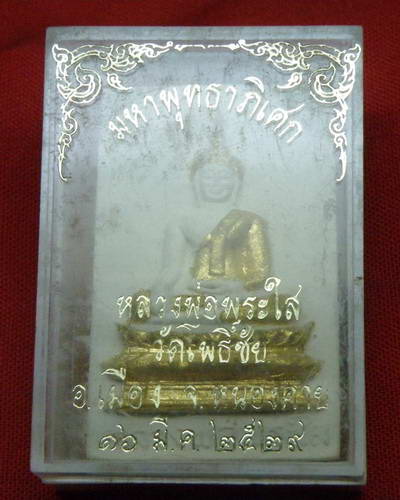 มหาพุทธาภิเศก
หลวงพ่อพระใส
วัดโพธิ์ชัย
อ.เมือง จ.หนองคาย
๑๖ มี.ค. ๒๕๒๙